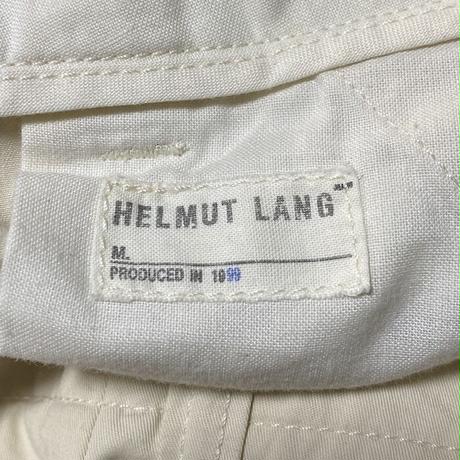 HELMUT LANG
M.
PRODUCED IN 1999